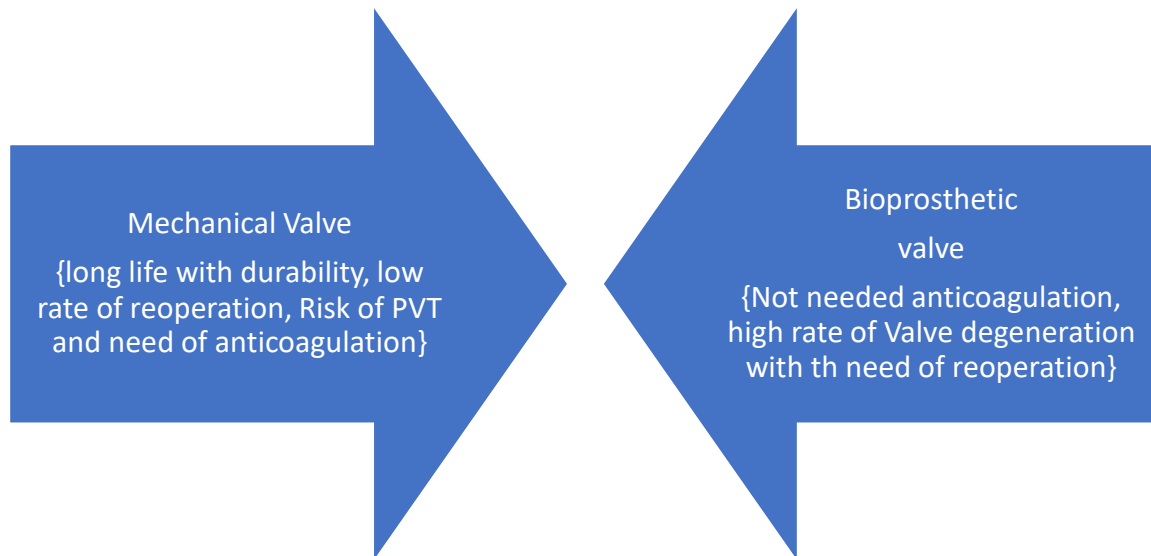 Mechanical Valve
{long life with durability, low
rate of reoperation, Risk of PVT
and need of anticoagulation}
Bioprosthetic
valve
{Not needed anticoagulation,
high rate of Valve degeneration
with th need of reoperation}